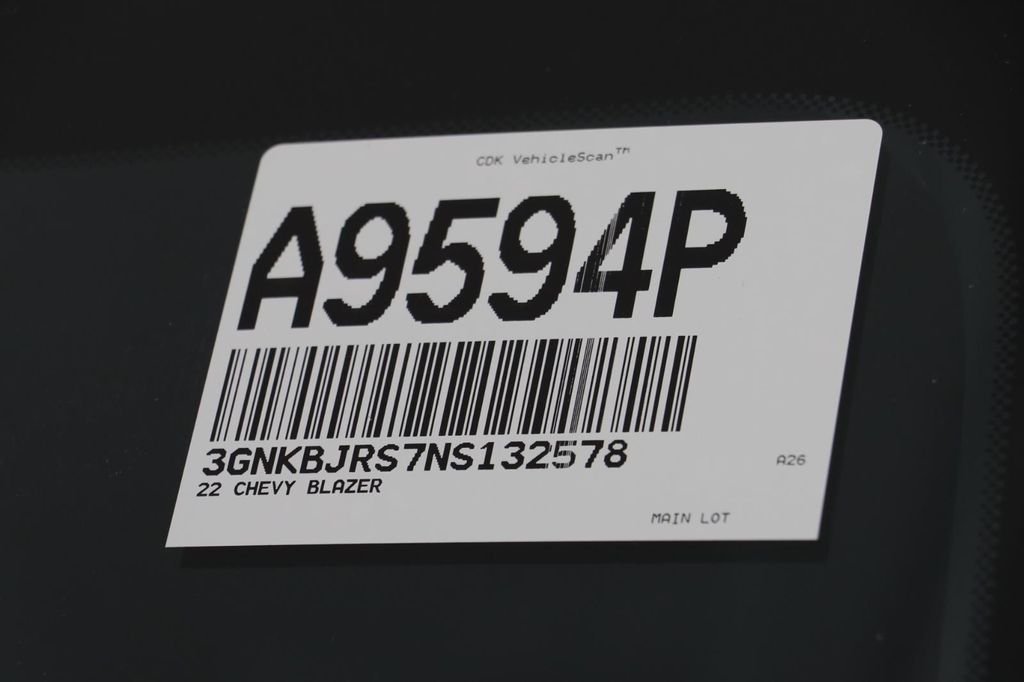 CDK VehicleScan™
A9594P
3GNKBJRS7NS132578
22 CHEVY BLAZER
A26
MAIN LOT